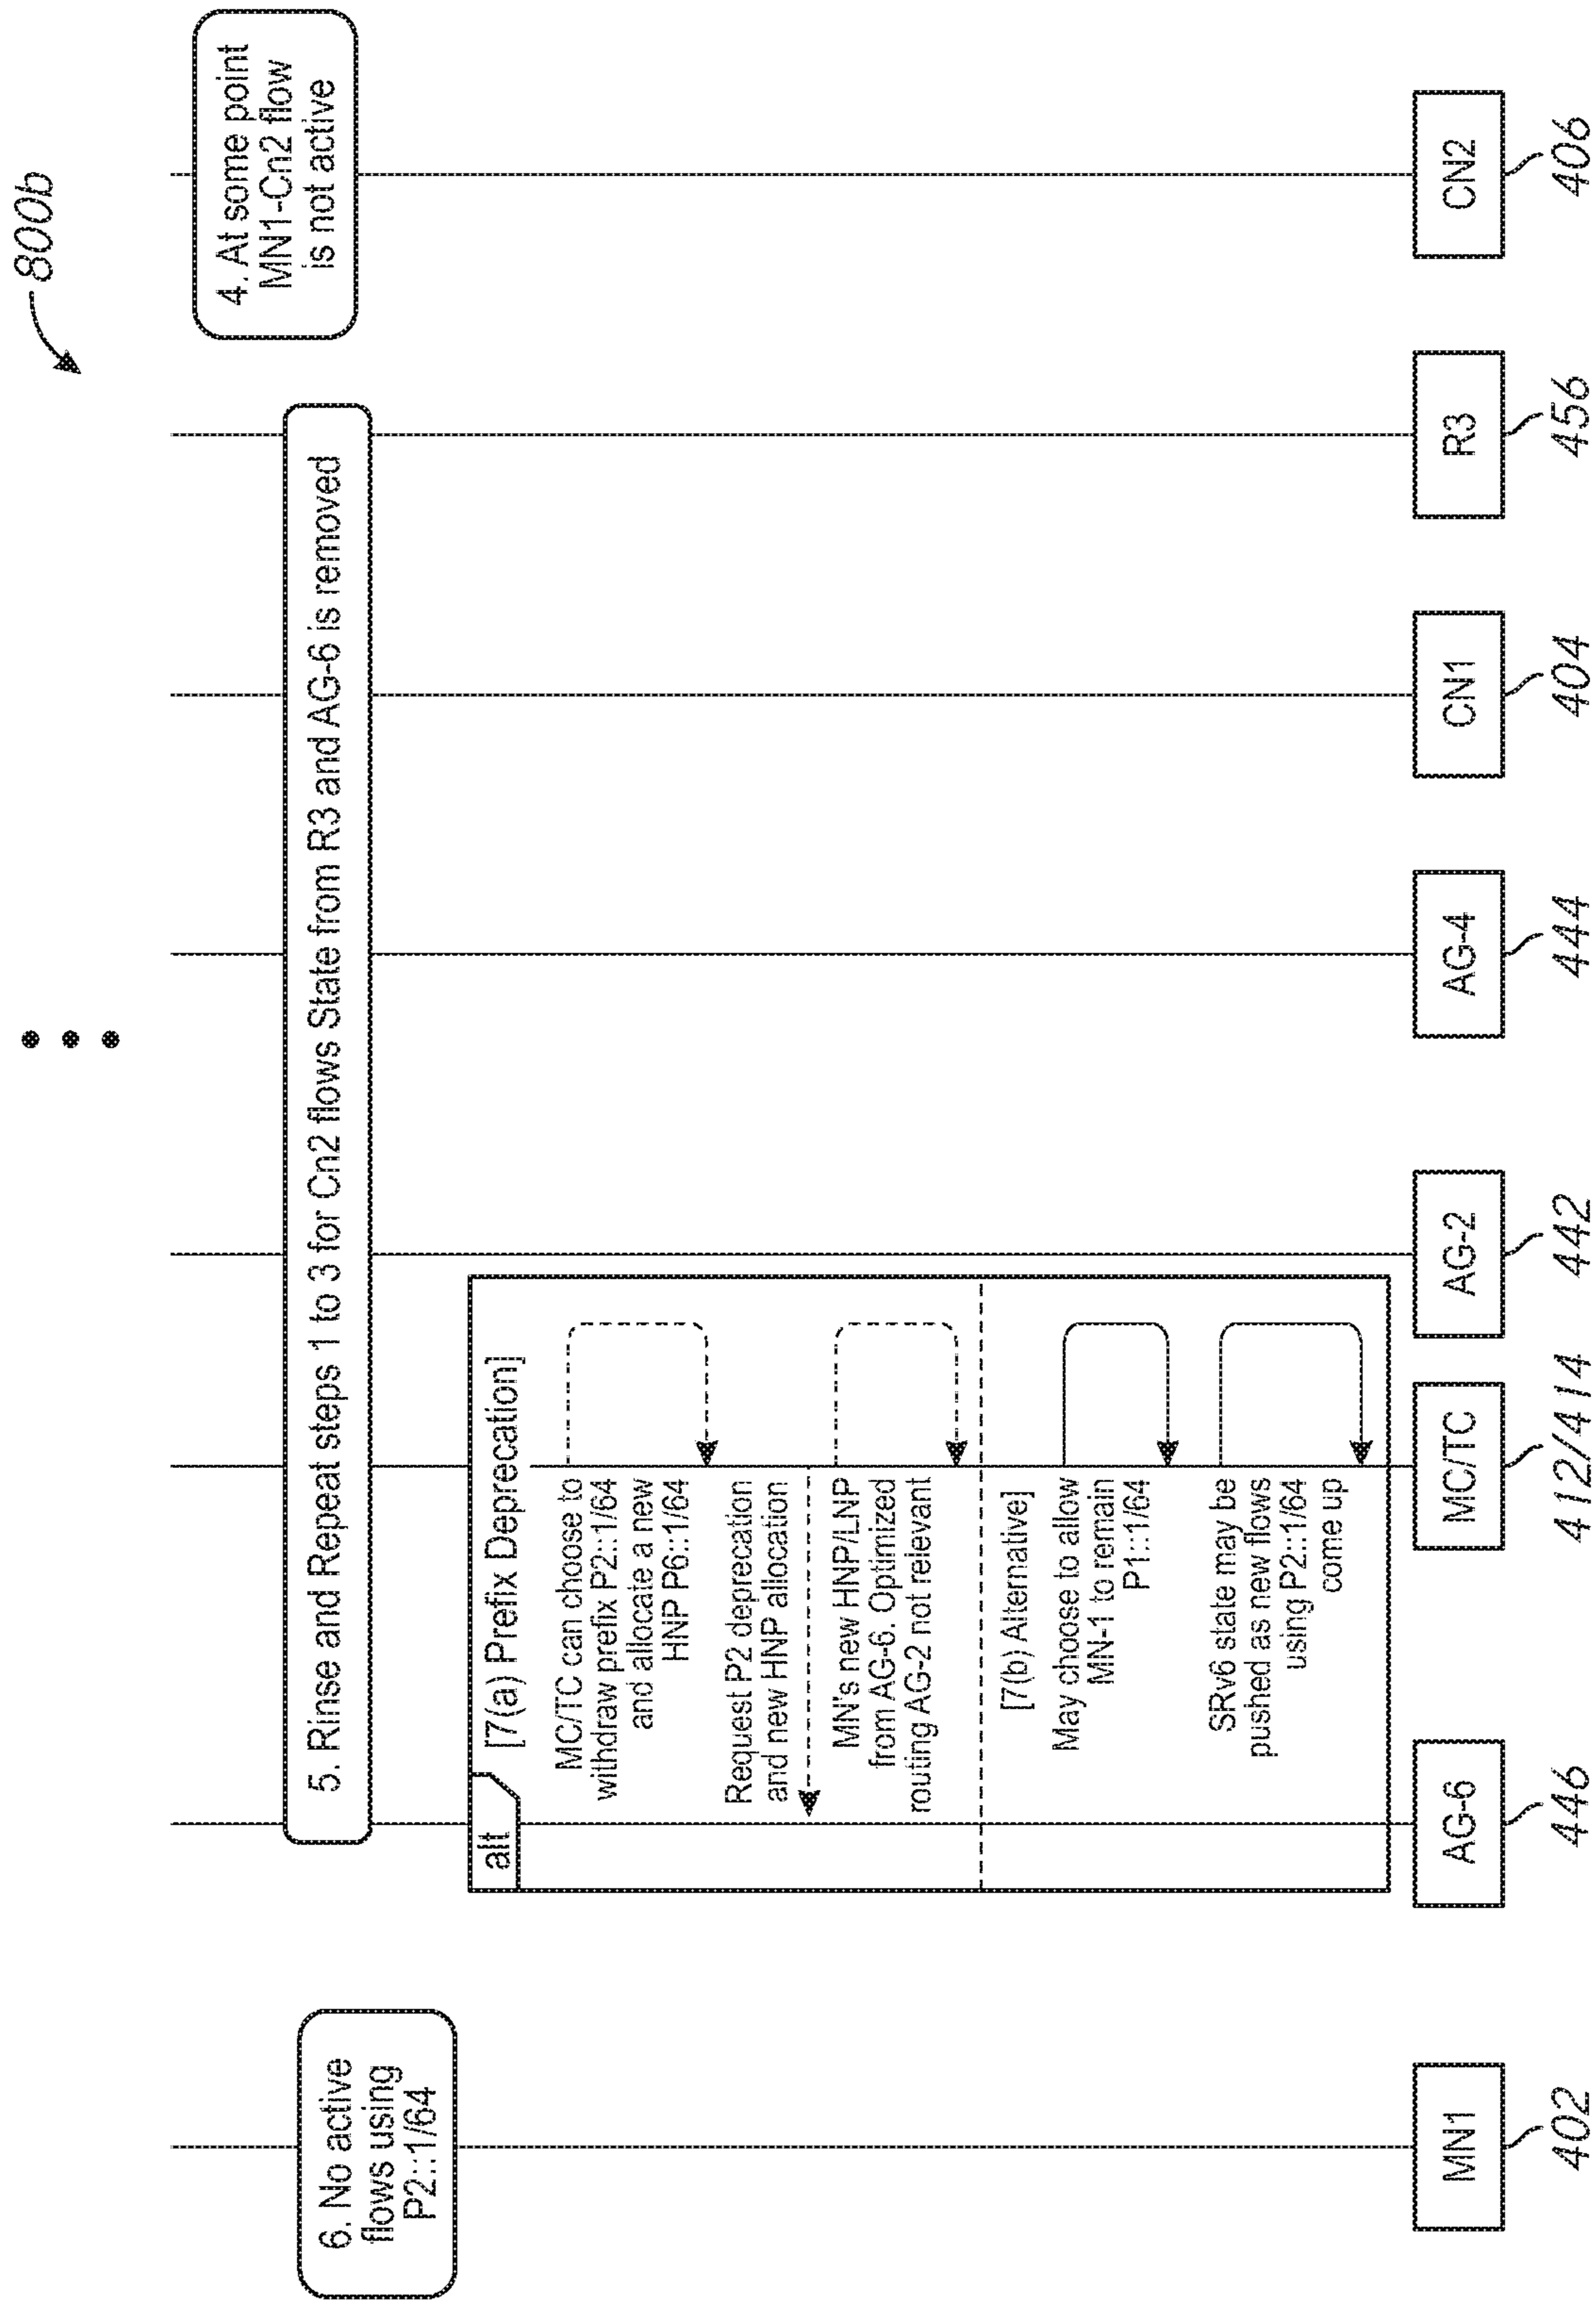 800b
4. At some point
MN1-Cn2 flow
is not active
5. Rinse and Repeat steps 1 to 3 for Cn2 flows State from R3 and AG-6 is removed
6. No active
flows using
P2::1/64
alt
[7(a) Prefix Deprecation]
MC/TC can choose to
withdraw prefix P2::1/64
and allocate a new
HNP P6::1/64
Request P2 deprecation
and new HNP allocation
MN's new HNP/LNP
from AG-6. Optimized
routing AG-2 not relevant
[7(b) Alternative]
May choose to allow
MN-1 to remain
P1::1/64
SRv6 state may be
pushed as new flows
using P2::1/64
come up
MN1
AG-6
MC/TC
AG-2
AG-4
CN1
R3
CN2
402
446
412/414
442
444
404
456
406